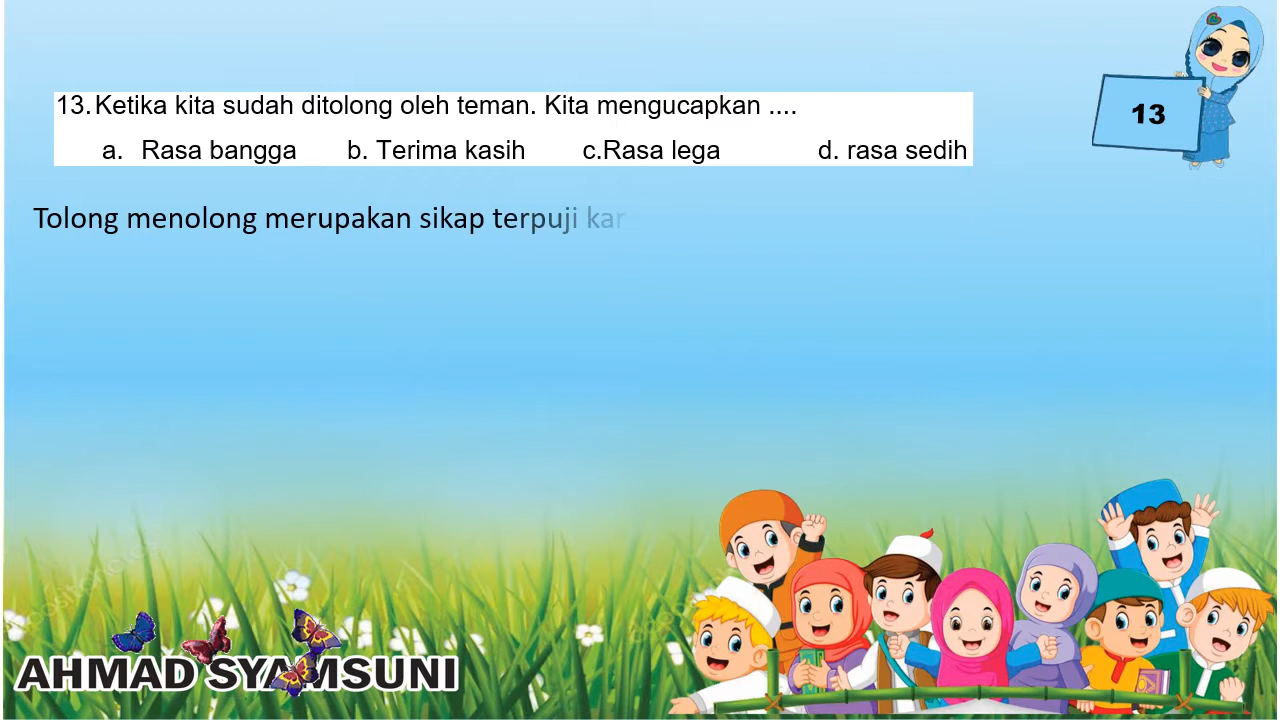 13. Ketika kita sudah ditolong oleh teman. Kita mengucapkan ....
a. Rasa bangga b. Terima kasih c.Rasa lega d. rasa sedih
13
Tolong menolong merupakan sikap terpuji kar
AHMAD SYAMSUNI